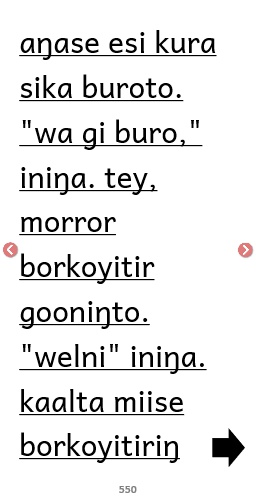 aŋase esi kura
sika buroto.
"wa gi buro,"
iniŋa. tey,
morror
borkoyitir
gooniŋto.
"welni" iniŋa.
kaalta miise
borkoyitiriŋ
550